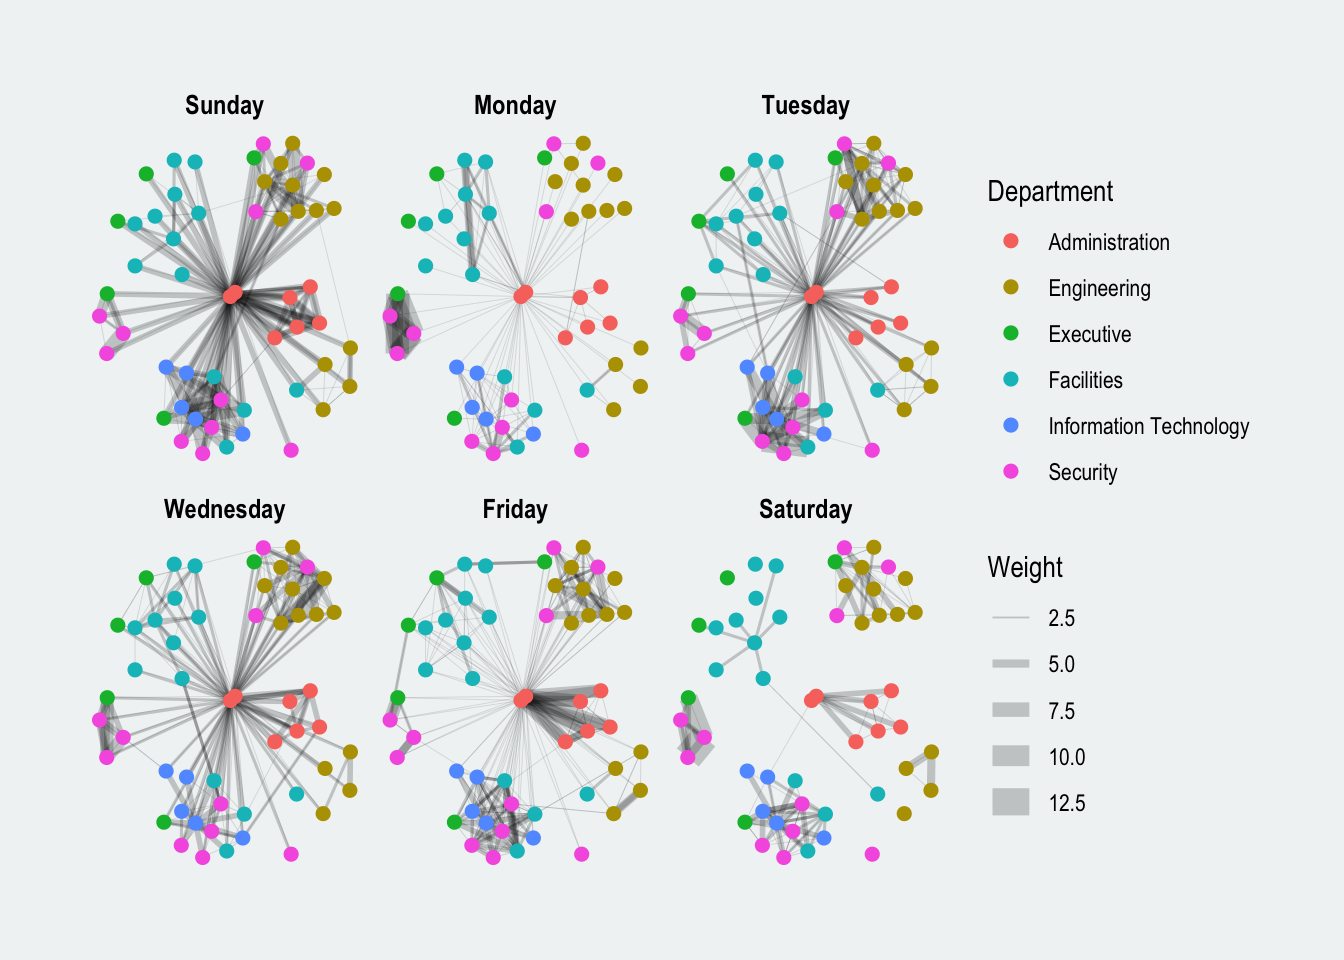 Sunday
Monday
Tuesday
Wednesday
Friday
Saturday
Department
Administration
Engineering
Executive
Facilities
Information Technology
Security
Weight
2.5
5.0
7.5
10.0
12.5